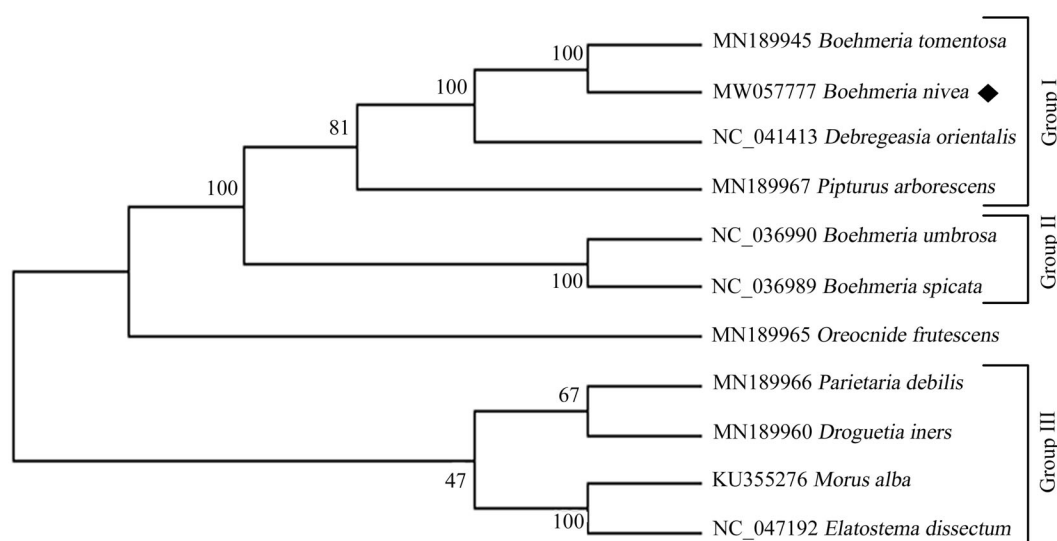 MN189945 Boehmeria tomentosa
100
MW057777 Boehmeria nivea
100
NC_041413 Debregeasia orientalis
81
MN189967 Pipturus arborescens
Group I
100
NC_036990 Boehmeria umbrosa
100
NC_036989 Boehmeria spicata
Group II
MN189965 Oreocnide frutescens
MN189966 Parietaria debilis
67
MN189960 Droguetia iners
47
KU355276 Morus alba
100
NC_047192 Elatostema dissectum
Group III